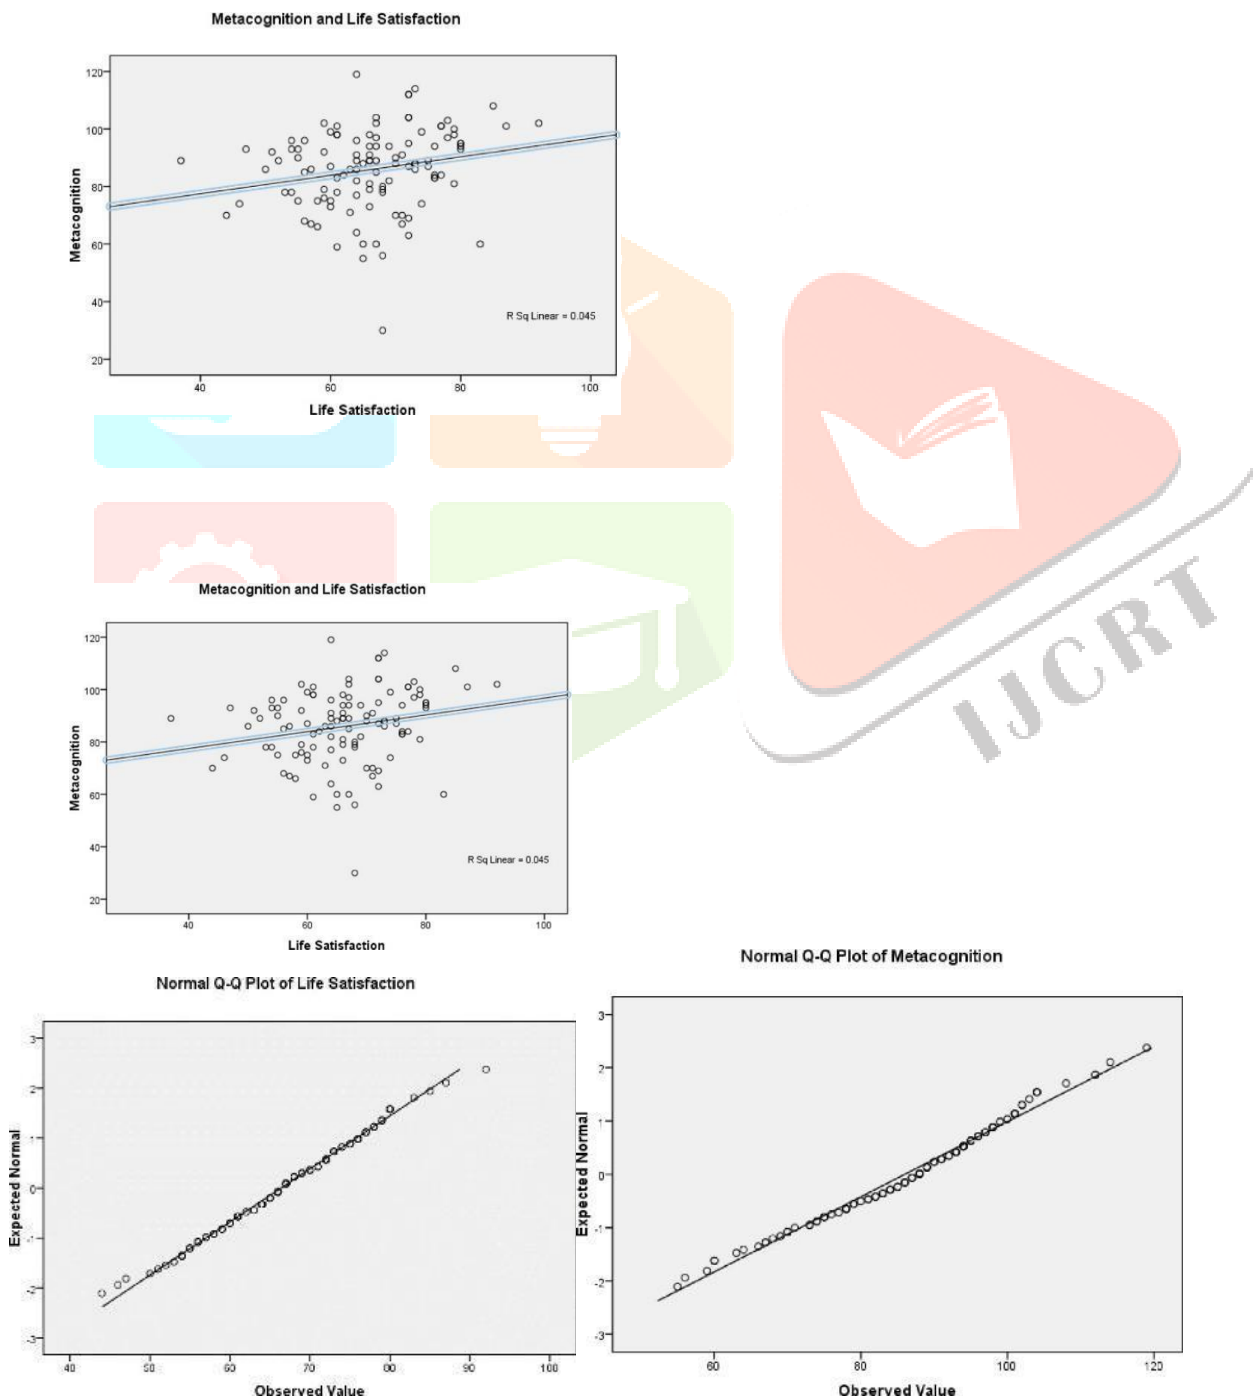 Metacognition and Life Satisfaction
120
100
80
60
40
20
Metacognition
R Sq Linear = 0.045
40 60 80 100
Life Satisfaction
IJCRT
Metacognition and Life Satisfaction
120
100
80
60
40
20
Metacognition
R Sq Linear = 0.045
40 60 80 100
Life Satisfaction
Normal Q-Q Plot of Life Satisfaction
3
2
1
0
-1
-2
-3
Expected Normal
40 50 60 70 80 90 100
Observed Value
Normal Q-Q Plot of Metacognition
3
2
1
0
-1
-2
-3
Expected Normal
60 80 100 120
Observed Value